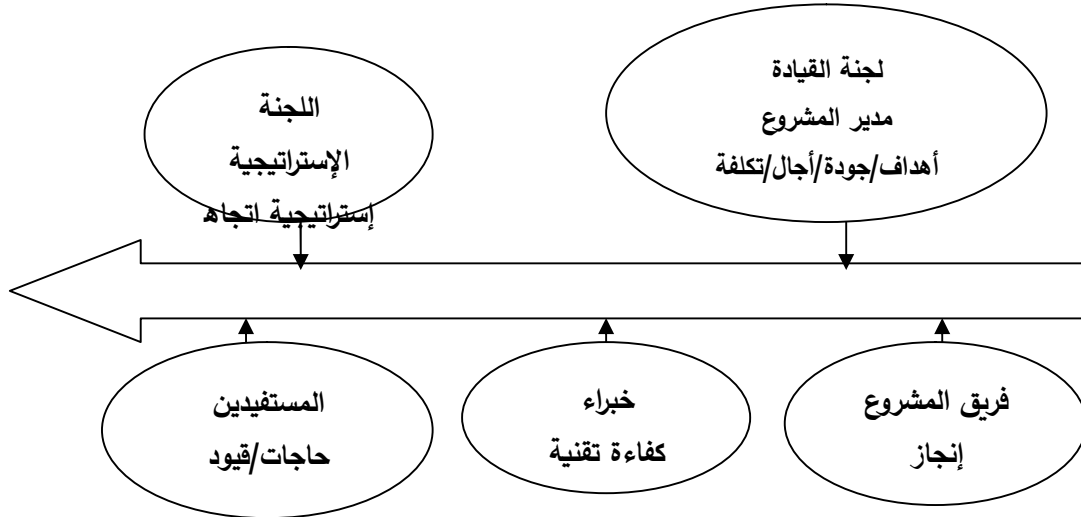 لجنة القيادة
مدير المشروع
أهداف/جودة/أجال/تكلفة
اللجنة
الإستراتيجية
إستراتيجية اتجاه
فريق المشروع
إنجاز
خبراء
كفاءة تقنية
المستفيدين
حاجات/قيود